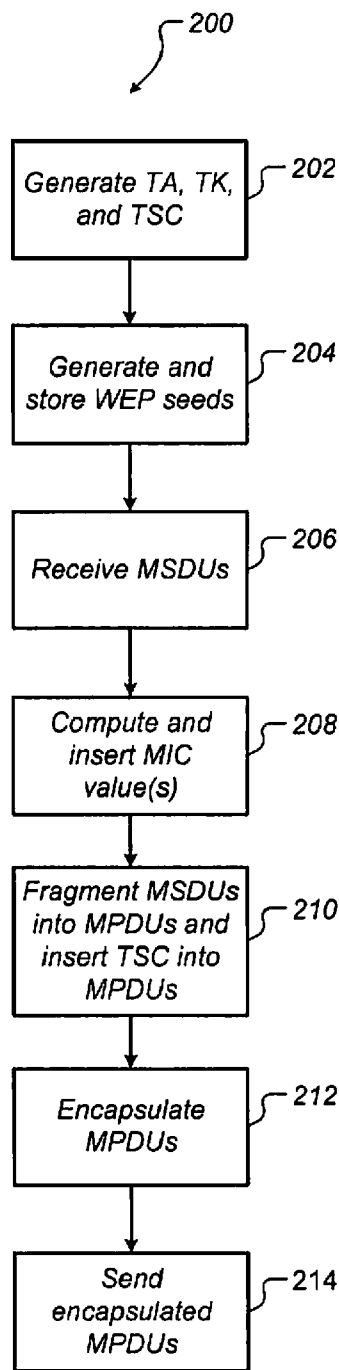 200
Generate TA, TK,
and TSC
202
Generate and
store WEP seeds
204
Receive MSDUs
206
Compute and
insert MIC
value(s)
208
Fragment MSDUs
into MPDUs and
insert TSC into
MPDUs
210
Encapsulate
MPDUs
212
Send
encapsulated
MPDUs
214